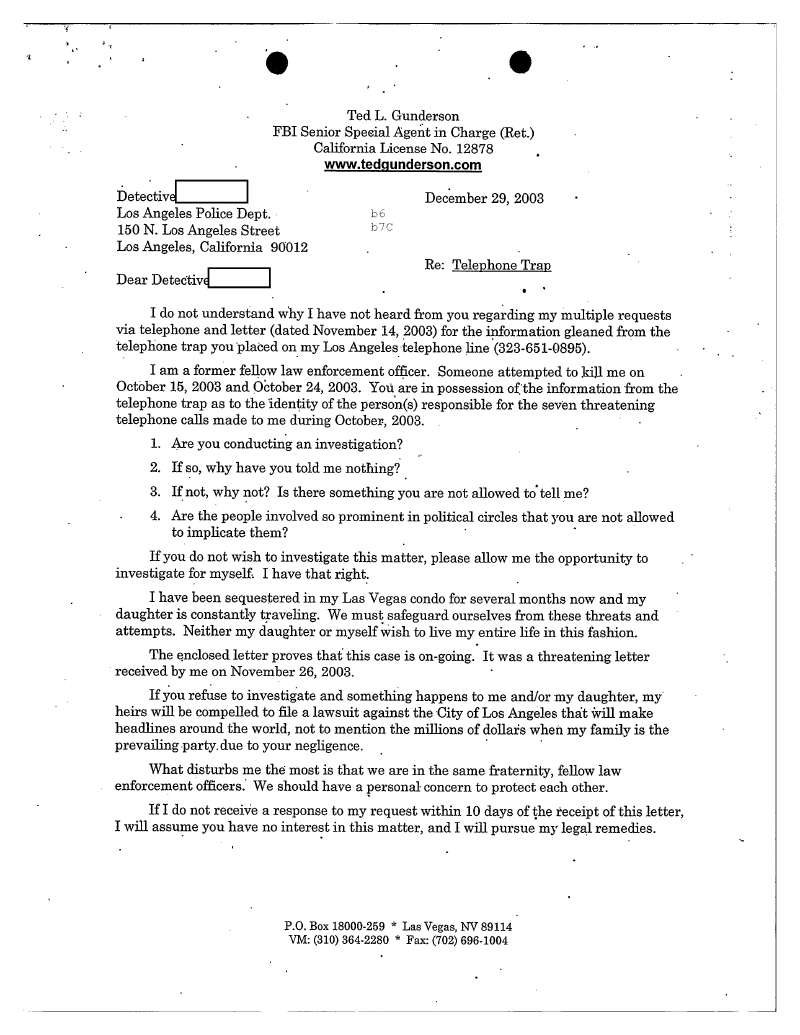 Ted L. Gunderson
FBI Senior Special Agent in Charge (Ret.)
California License No. 12878
www.tedgunderson.com
Detective
December 29, 2003
Los Angeles Police Dept.
b6
150 N. Los Angeles Street
b7C
Los Angeles, California 90012
Re: Telephone Trap
Dear Detective
I do not understand why I have not heard from you regarding my multiple requests
via telephone and letter (dated November 14, 2003) for the information gleaned from the
telephone trap you placed on my Los Angeles telephone line (323-651-0895).
I am a former fellow law enforcement officer. Someone attempted to kill me on
October 15, 2003 and October 24, 2003. You are in possession of the information from the
telephone trap as to the identity of the person(s) responsible for the seven threatening
telephone calls made to me during October, 2003.
1. Are you conducting an investigation?
2. If so, why have you told me nothing?
3. If not, why not? Is there something you are not allowed to tell me?
4. Are the people involved so prominent in political circles that you are not allowed
to implicate them?
If you do not wish to investigate this matter, please allow me the opportunity to
investigate for myself. I have that right.
I have been sequestered in my Las Vegas condo for several months now and my
daughter is constantly traveling. We must safeguard ourselves from these threats and
attempts. Neither my daughter or myself wish to live my entire life in this fashion.
The enclosed letter proves that this case is on-going. It was a threatening letter
received by me on November 26, 2003.
If you refuse to investigate and something happens to me and/or my daughter, my
heirs will be compelled to file a lawsuit against the City of Los Angeles that will make
headlines around the world, not to mention the millions of dollars when my family is the
prevailing party due to your negligence.
What disturbs me the most is that we are in the same fraternity, fellow law
enforcement officers. We should have a personal concern to protect each other.
If I do not receive a response to my request within 10 days of the receipt of this letter,
I will assume you have no interest in this matter, and I will pursue my legal remedies.
P.O. Box 18000-259 * Las Vegas, NV 89114
VM: (310) 364-2280 * Fax: (702) 696-1004